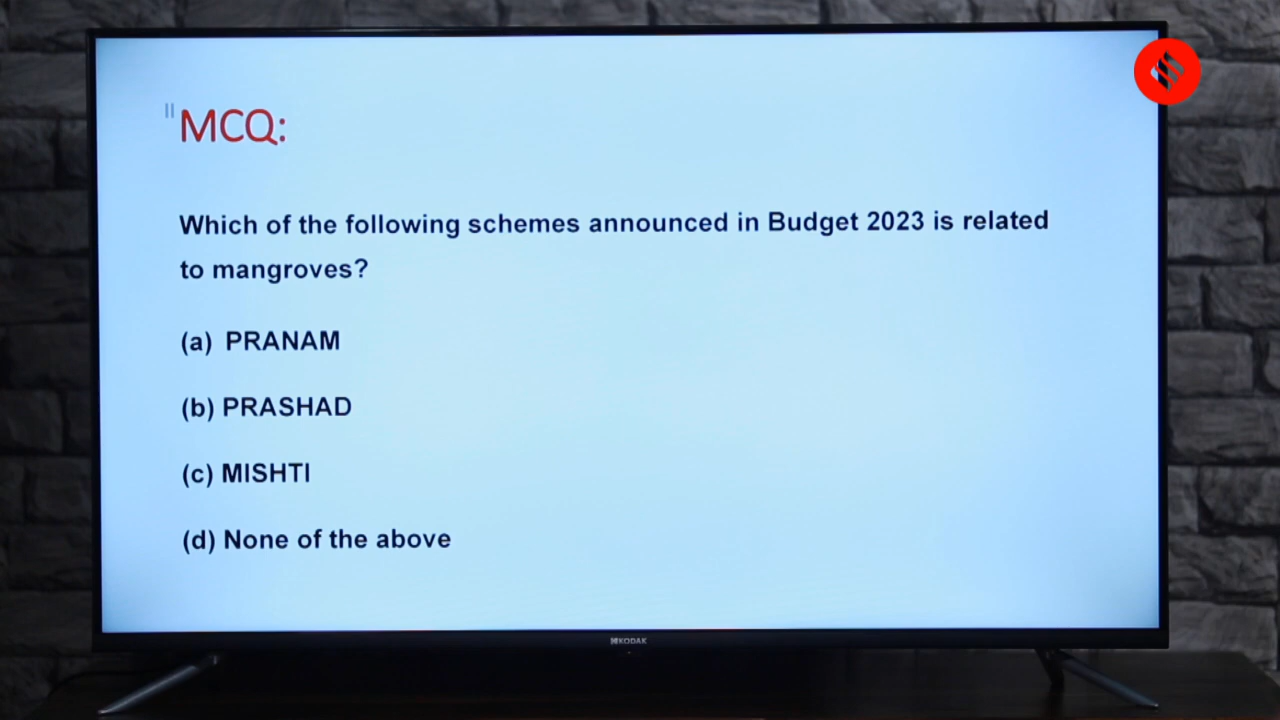 MCQ:
Which of the following schemes announced in Budget 2023 is related
to mangroves?
(a) PRANAM
(b) PRASHAD
(c) MISHTI
(d) None of the above
KODAK